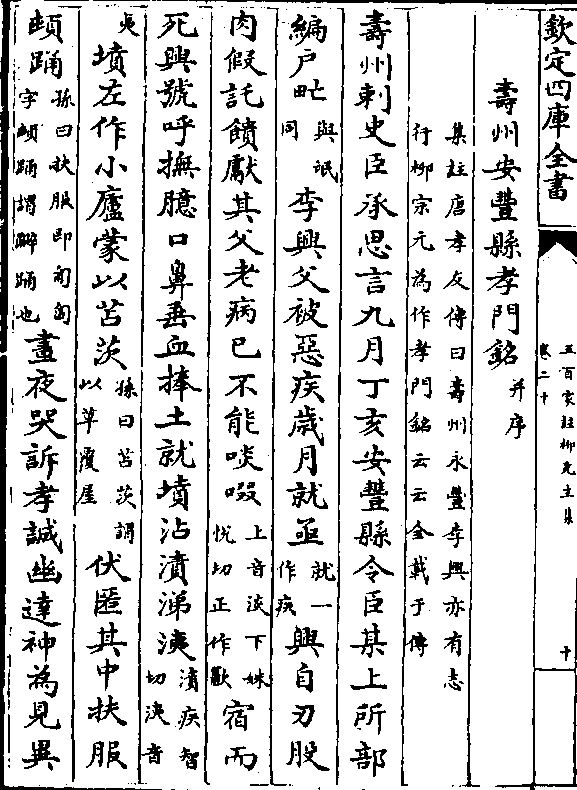 欽定四庫全書
五百家註柳先生集
卷二十
十
壽州安豐縣孝門銘
并序
集註唐孝友傳曰壽州永豐李興亦有志
行柳宗元為作孝門銘云云全載于傳
壽州刺史臣承思言九月丁亥安豐縣令臣某上所部
編戶甿
與氓
同
李興父被惡疾歲月就亟
就一
作疾
興自刃股
肉假託饋獻其父老病已不能啖啜
上音淡下姝
恱切正作歠
宿而
死興號呼撫臆口鼻垂血捧土就墳沾漬涕洟
漬疾智
切洟音
夷
墳左作小廬蒙以苫茨
孫曰苫茨謂
以草覆屋
伏匿其中扶服
頓踊
孫曰扶服即匍匐
字頓踊謂擗踊也
晝夜哭訴孝誠幽達神為見異